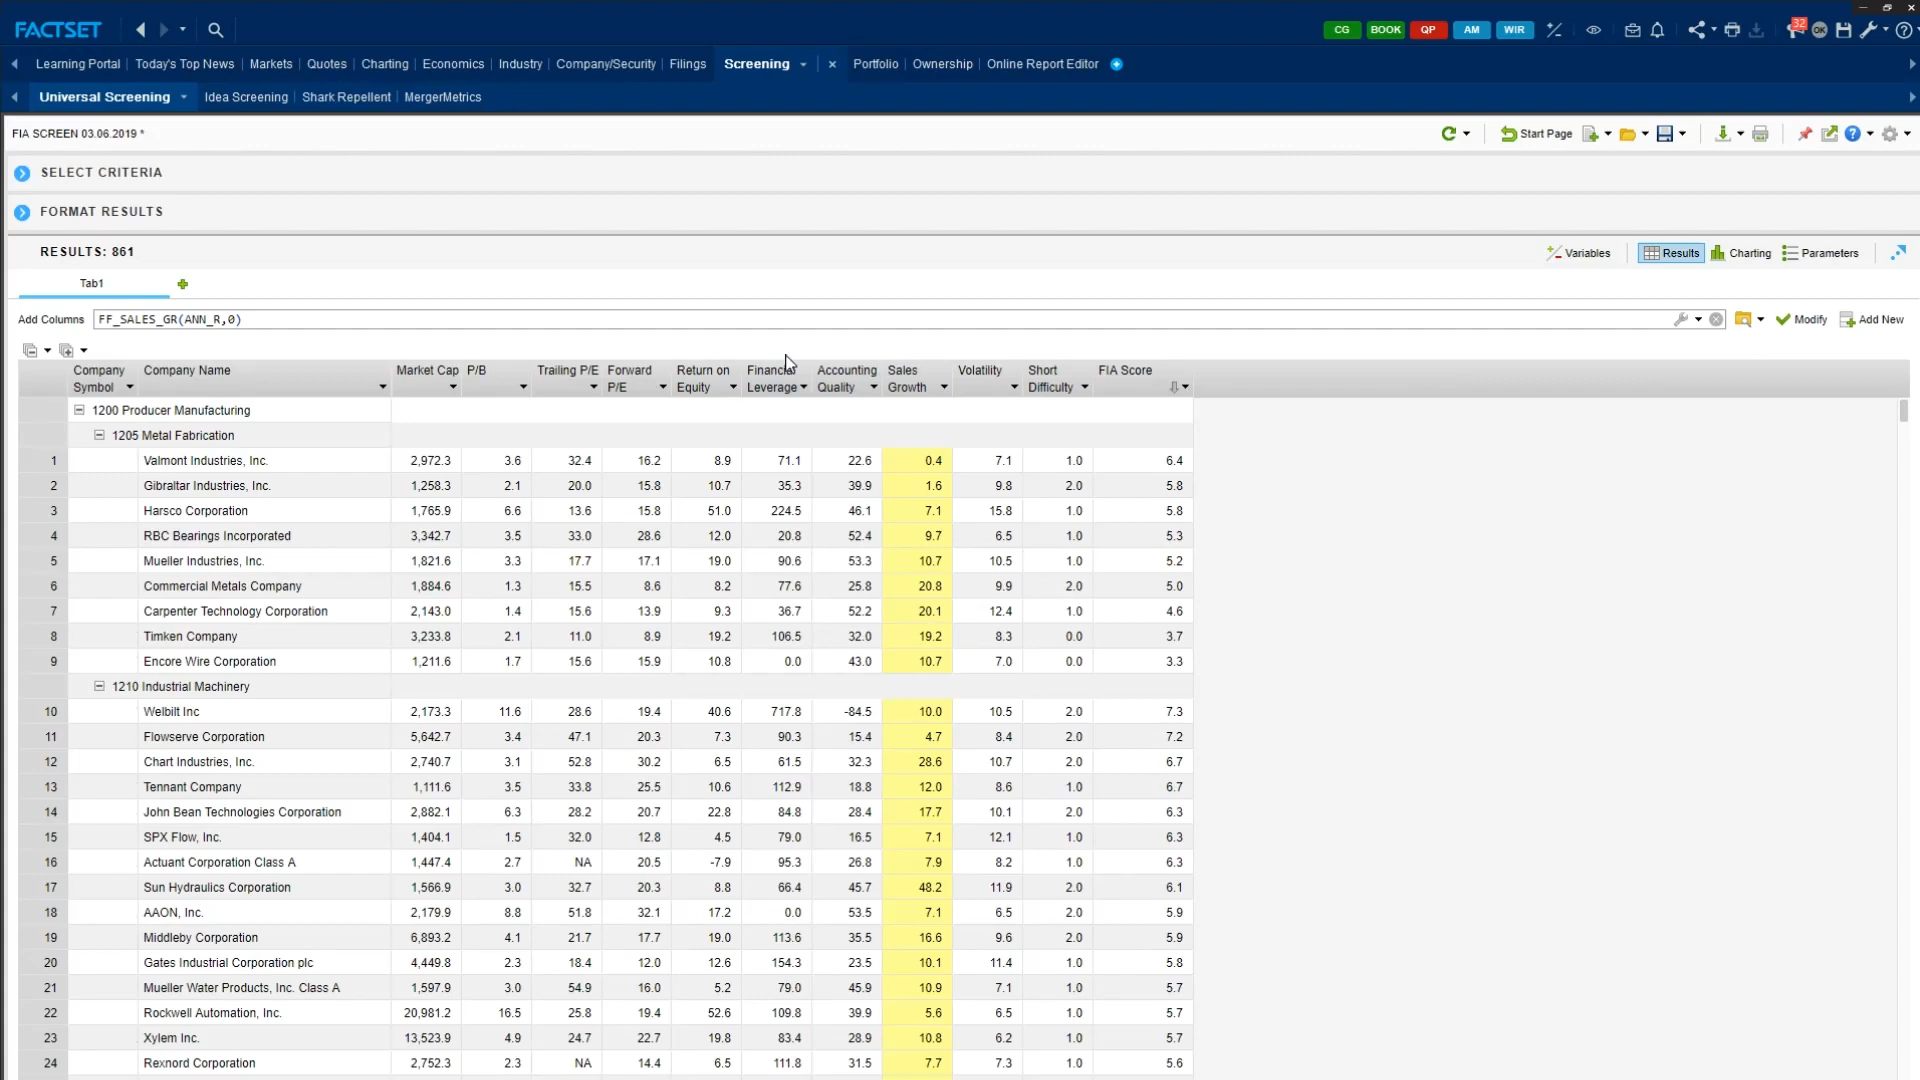 FACTSET
CG BOOK QP AM WIR 32 OK
Learning Portal Today's Top News Markets Quotes Charting Economics Industry Company/Security Filings Screening Portfolio Ownership Online Report Editor
Universal Screening Idea Screening Shark Repellent MergerMetrics
FIA SCREEN 03.06.2019 * Start Page
SELECT CRITERIA
FORMAT RESULTS
RESULTS: 861 Variables Results Charting Parameters
Tab1
Add Columns FF_SALES_GR(ANN_R,0) Modify Add New
Company Symbol Company Name Market Cap P/B Trailing P/E Forward P/E Return on Equity Financial Leverage Accounting Quality Sales Growth Volatility Short Difficulty FIA Score
1200 Producer Manufacturing
1205 Metal Fabrication
1 Valmont Industries, Inc. 2,972.3 3.6 32.4 16.2 8.9 71.1 22.6 0.4 7.1 1.0 6.4
2 Gibraltar Industries, Inc. 1,258.3 2.1 20.0 15.8 10.7 35.3 39.9 1.6 9.8 2.0 5.8
3 Harsco Corporation 1,765.9 6.6 13.6 15.8 51.0 224.5 46.1 7.1 15.8 1.0 5.8
4 RBC Bearings Incorporated 3,342.7 3.5 33.0 28.6 12.0 20.8 52.4 9.7 6.5 1.0 5.3
5 Mueller Industries, Inc. 1,821.6 3.3 17.7 17.1 19.0 90.6 53.3 10.7 10.5 1.0 5.2
6 Commercial Metals Company 1,884.6 1.3 15.5 8.6 8.2 77.6 25.8 20.8 9.9 2.0 5.0
7 Carpenter Technology Corporation 2,143.0 1.4 15.6 13.9 9.3 36.7 52.2 20.1 12.4 1.0 4.6
8 Timken Company 3,233.8 2.1 11.0 8.9 19.2 106.5 32.0 19.2 8.3 0.0 3.7
9 Encore Wire Corporation 1,211.6 1.7 15.6 15.9 10.8 0.0 43.0 10.7 7.0 0.0 3.3
1210 Industrial Machinery
10 Welbilt Inc 2,173.3 11.6 28.6 19.4 40.6 717.8 -84.5 10.0 10.5 2.0 7.3
11 Flowserve Corporation 5,642.7 3.4 47.1 20.3 7.3 90.3 15.4 4.7 8.4 2.0 7.2
12 Chart Industries, Inc. 2,740.7 3.1 52.8 30.2 6.5 61.5 32.3 28.6 10.7 2.0 6.7
13 Tennant Company 1,111.6 3.5 33.8 25.5 10.6 112.9 18.8 12.0 8.6 1.0 6.7
14 John Bean Technologies Corporation 2,882.1 6.3 28.2 20.7 22.8 84.8 28.4 17.7 10.1 2.0 6.3
15 SPX Flow, Inc. 1,404.1 1.5 32.0 12.8 4.5 79.0 16.5 7.1 12.1 1.0 6.3
16 Actuant Corporation Class A 1,447.4 2.7 NA 20.5 -7.9 95.3 26.8 7.9 8.2 1.0 6.3
17 Sun Hydraulics Corporation 1,566.9 3.0 32.7 20.3 8.8 66.4 45.7 48.2 11.9 2.0 6.1
18 AAON, Inc. 2,179.9 8.8 51.8 32.1 17.2 0.0 53.5 7.1 6.5 2.0 5.9
19 Middleby Corporation 6,893.2 4.1 21.7 17.7 19.0 113.6 35.5 16.6 9.6 2.0 5.9
20 Gates Industrial Corporation plc 4,449.8 2.3 18.4 12.0 12.6 154.3 23.5 10.1 11.4 1.0 5.8
21 Mueller Water Products, Inc. Class A 1,597.9 3.0 54.9 16.0 5.2 79.0 45.9 10.9 7.1 1.0 5.7
22 Rockwell Automation, Inc. 20,981.2 16.5 25.8 19.4 52.6 109.8 39.9 5.6 6.5 1.0 5.7
23 Xylem Inc. 13,523.9 4.9 24.7 22.7 19.8 83.4 28.9 10.8 6.2 1.0 5.7
24 Rexnord Corporation 2,752.3 2.3 NA 14.4 6.5 111.8 31.5 7.7 7.3 1.0 5.6